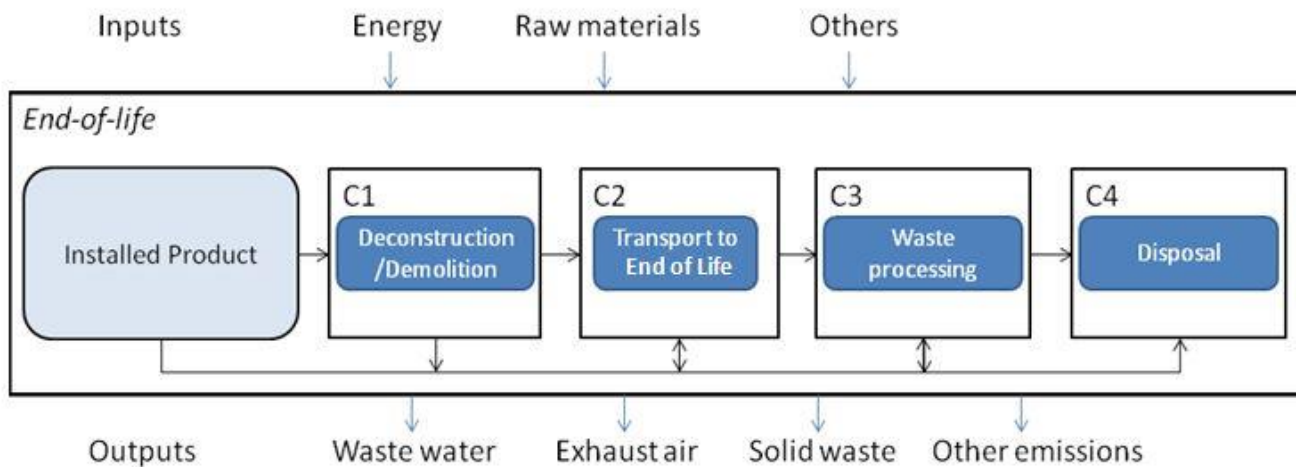 Inputs Energy Raw materials Others
End-of-life
Installed Product
C1
Deconstruction
/Demolition
C2
Transport to
End of Life
C3
Waste
processing
C4
Disposal
Outputs Waste water Exhaust air Solid waste Other emissions